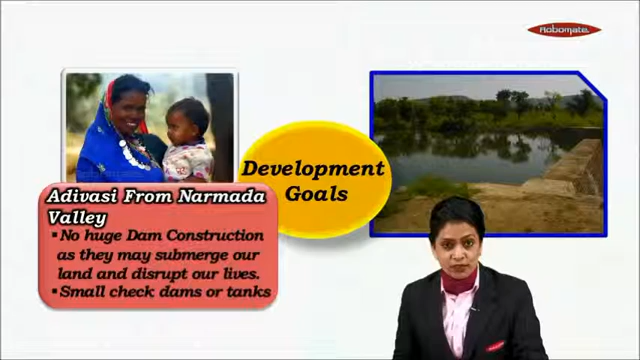 Robomate
Development
Goals
Adivasi From Narmada
Valley
▪ No huge Dam Construction
as they may submerge our
land and disrupt our lives.
▪ Small check dams or tanks